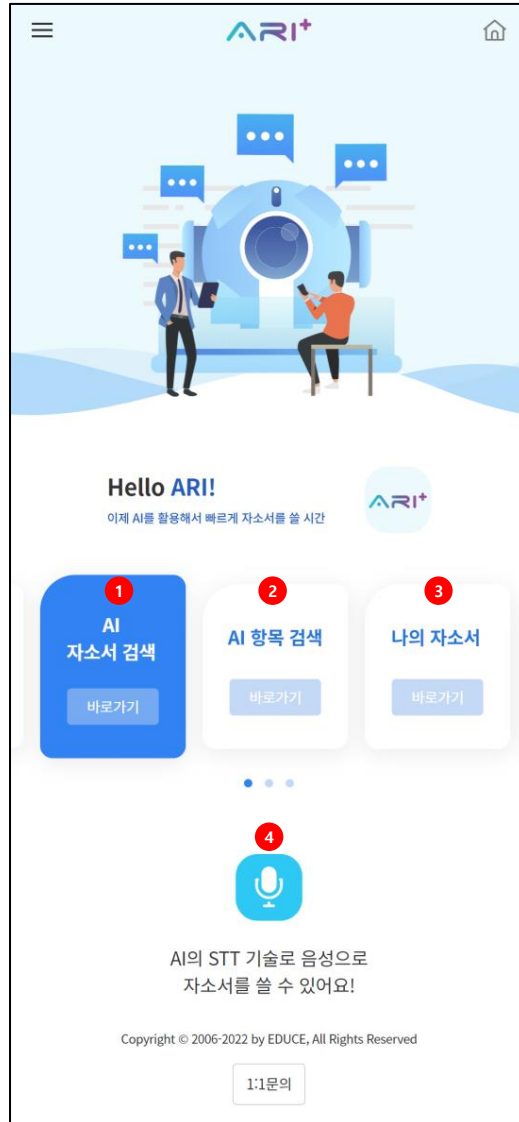 ARI+
Hello ARI!
이제 AI를 활용해서 빠르게 자소서를 쓸 시간
ARI+
1
2
3
AI
자소서 검색
AI 항목 검색
나의 자소서
바로가기
바로가기
바로가기
4
AI의 STT 기술로 음성으로
자소서를 쓸 수 있어요!
Copyright © 2006-2022 by EDUCE, All Rights Reserved
1:1문의